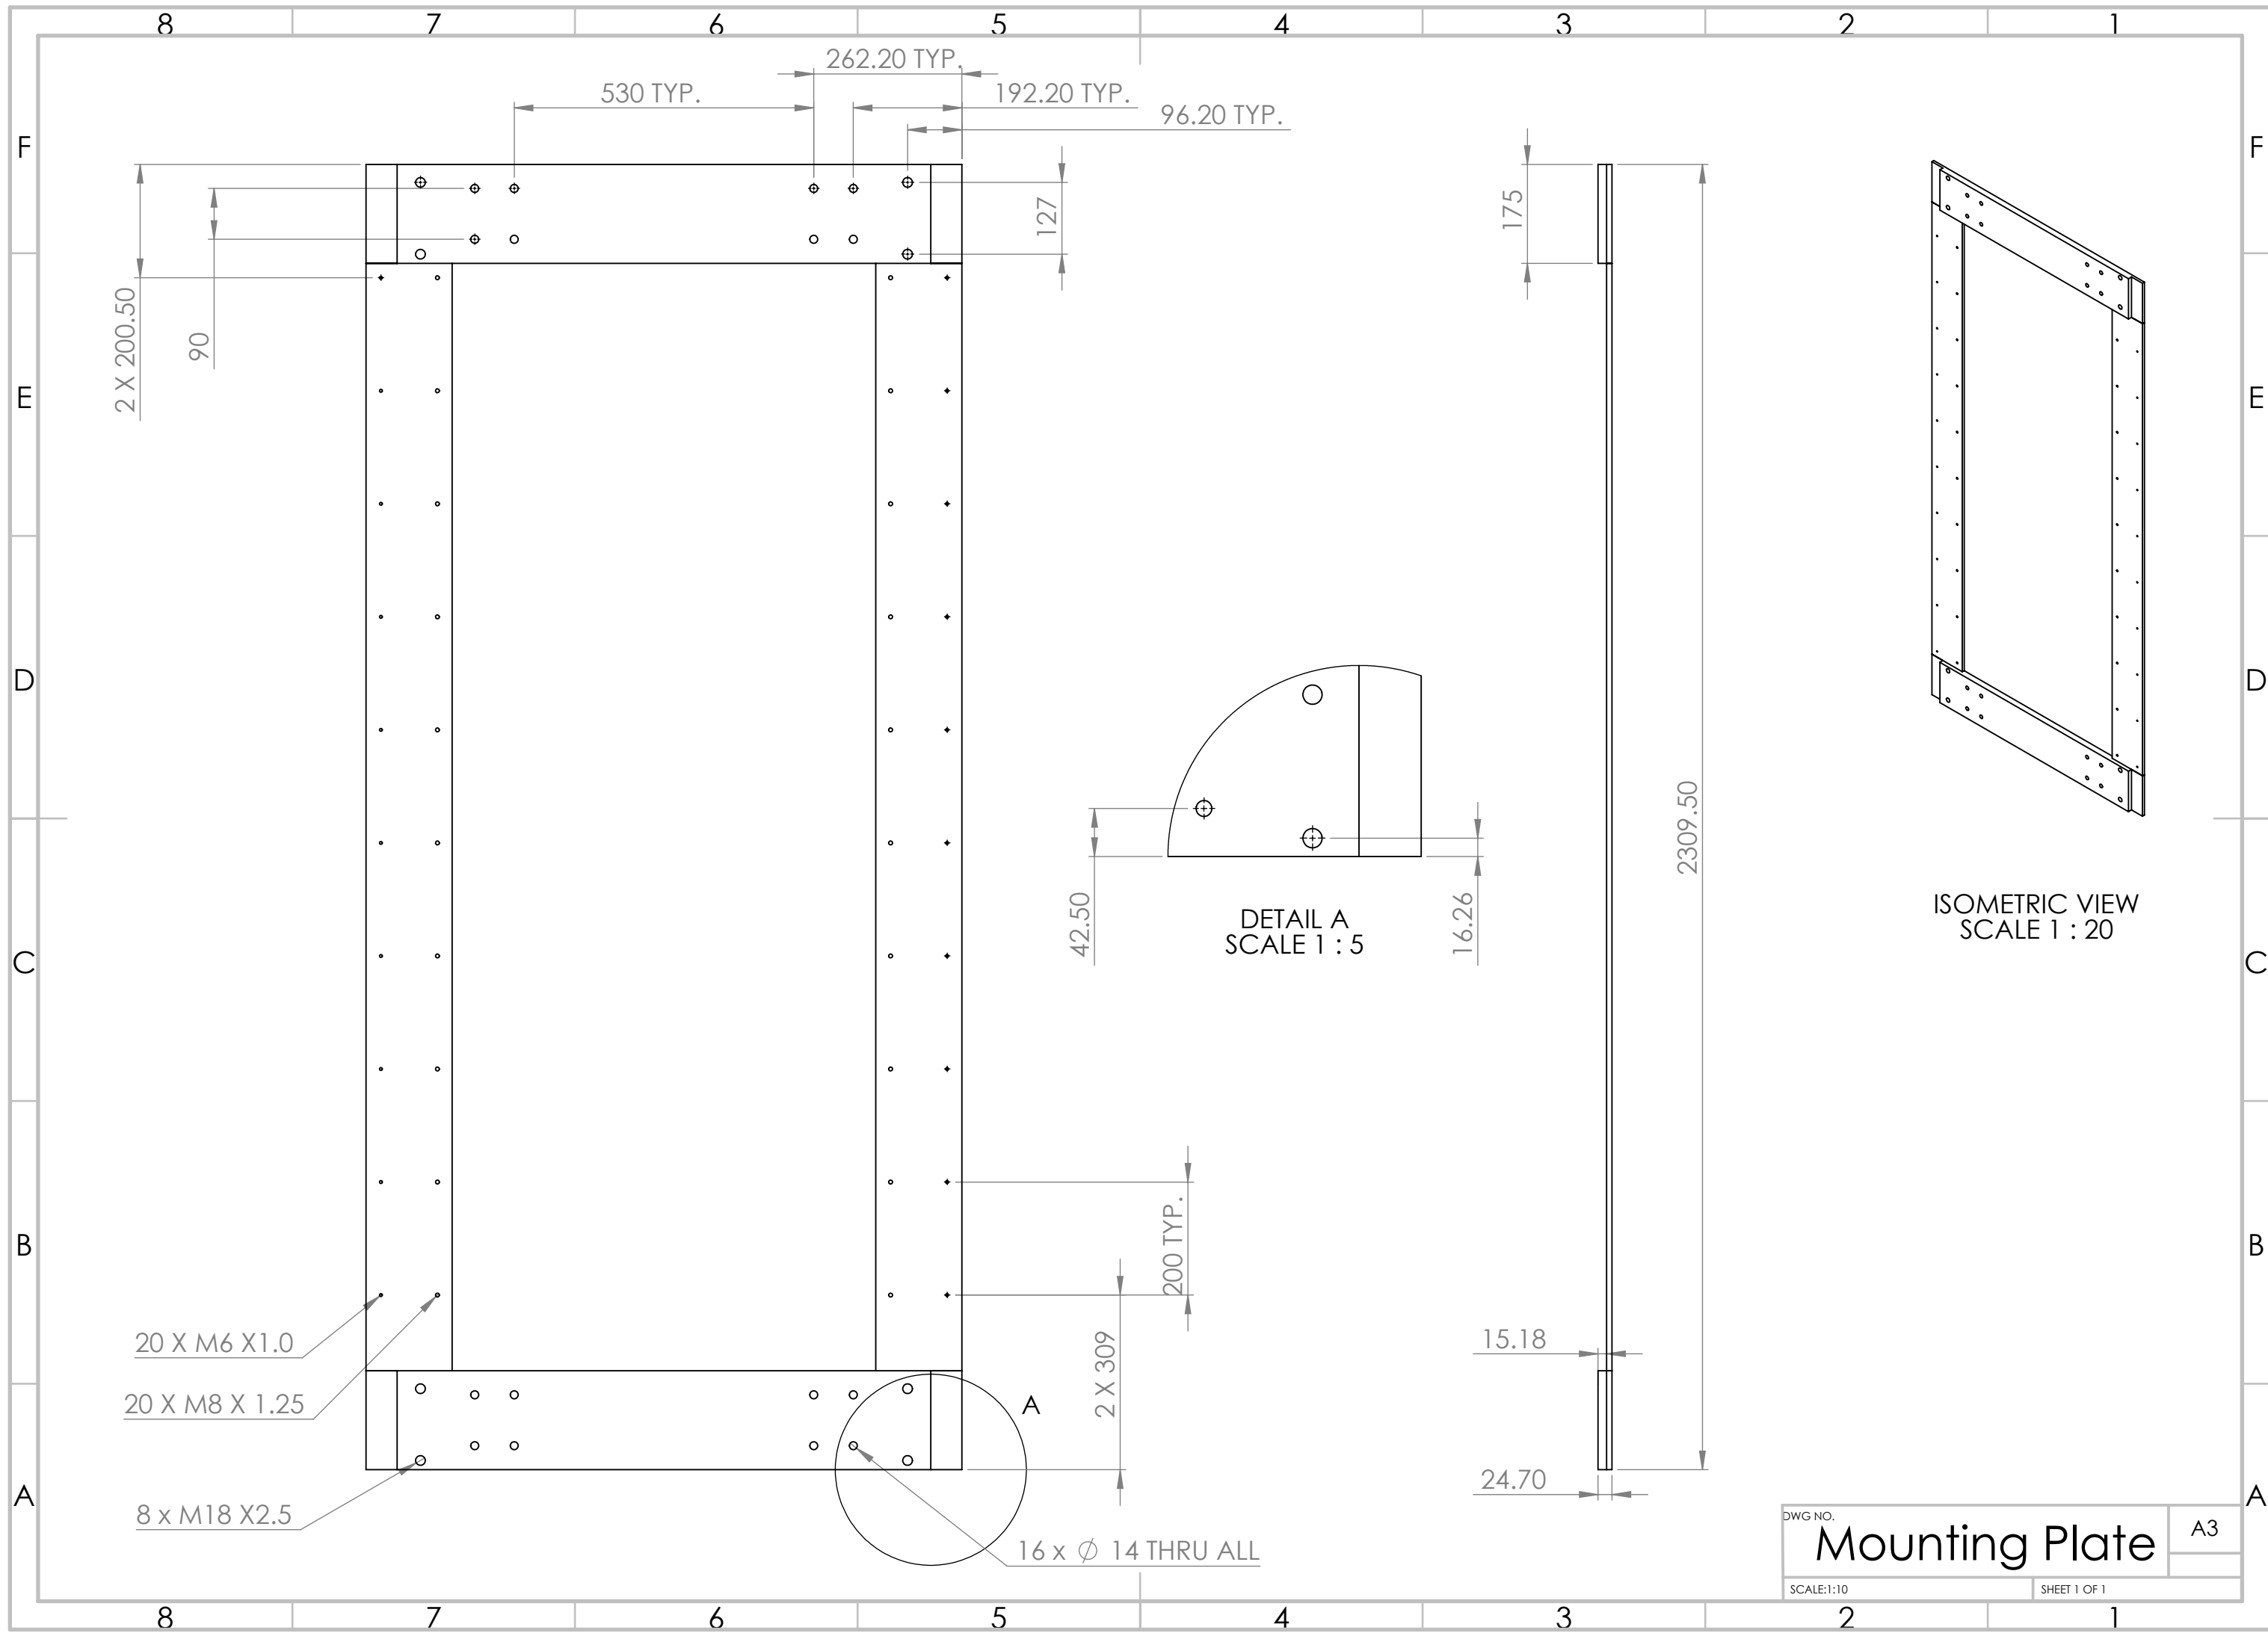 8 7 6 5 4 3 2 1
262.20 TYP.
530 TYP.
192.20 TYP.
96.20 TYP.
F F
127
175
2 X 200.50
90
E E
D D
2309.50
42.50
16.26
DETAIL A
SCALE 1 : 5
ISOMETRIC VIEW
SCALE 1 : 20
C C
200 TYP.
B B
20 X M6 X1.0
2 X 309
15.18
20 X M8 X 1.25
A
24.70
A A
8 x M18 X2.5
16 x ∅ 14 THRU ALL
DWG NO.
Mounting Plate
A3
SCALE:1:10
SHEET 1 OF 1
8 7 6 5 4 3 2 1